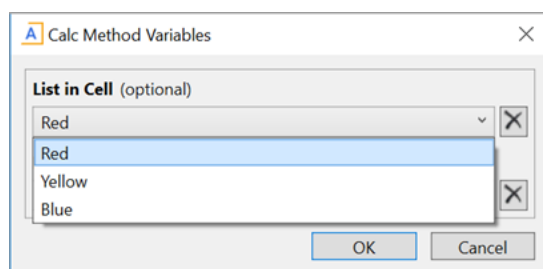 A Calc Method Variables
List in Cell (optional)
Red
Red
Yellow
Blue
OK Cancel